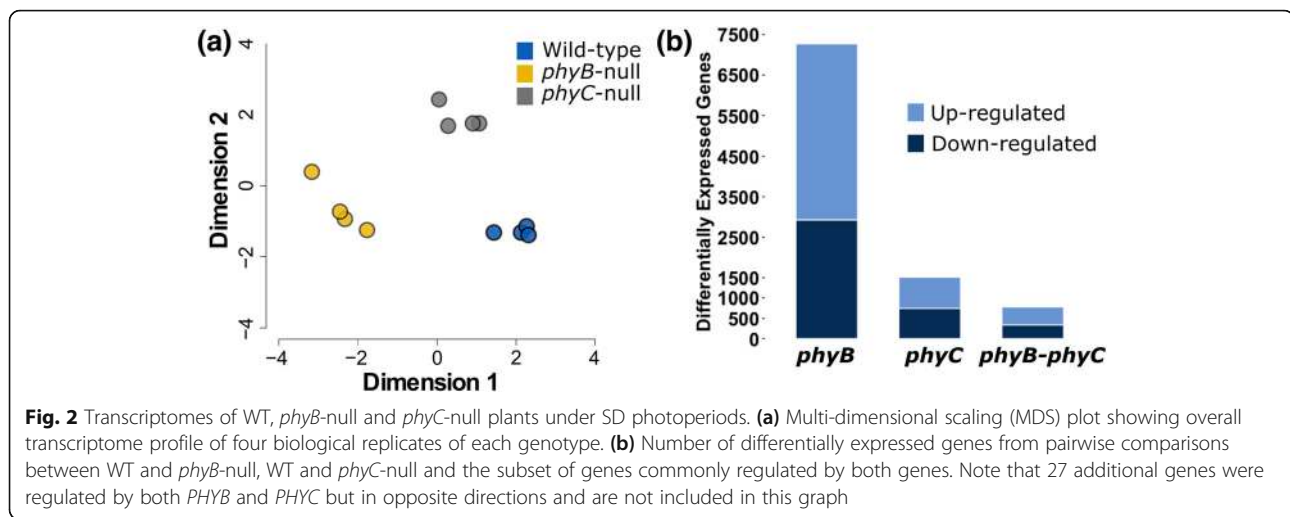 (a)
4
2
0
−2
−4
Dimension 2
Wild-type
phyB-null
phyC-null
−4 −2 0 2 4
Dimension 1
(b)
7500
6500
5500
4500
3500
2500
1500
1000
500
0
Differentially Expressed Genes
Up-regulated
Down-regulated
phyB phyC phyB-phyC
Fig. 2 Transcriptomes of WT, phyB-null and phyC-null plants under SD photoperiods. (a) Multi-dimensional scaling (MDS) plot showing overall
transcriptome profile of four biological replicates of each genotype. (b) Number of differentially expressed genes from pairwise comparisons
between WT and phyB-null, WT and phyC-null and the subset of genes commonly regulated by both genes. Note that 27 additional genes were
regulated by both PHYB and PHYC but in opposite directions and are not included in this graph